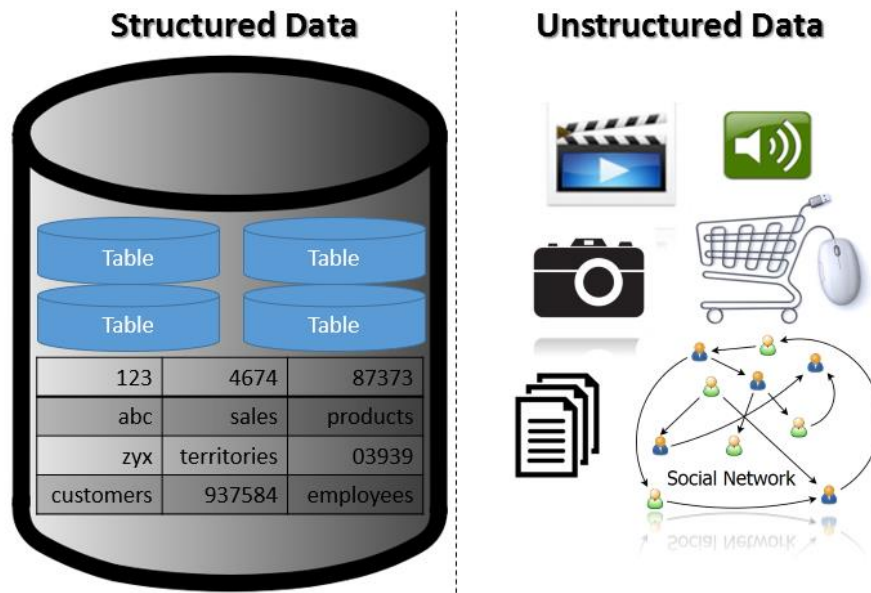 Structured Data
Unstructured Data
Table Table
Table Table
123 4674 87373
abc sales products
zyx territories 03939
customers 937584 employees
Social Network